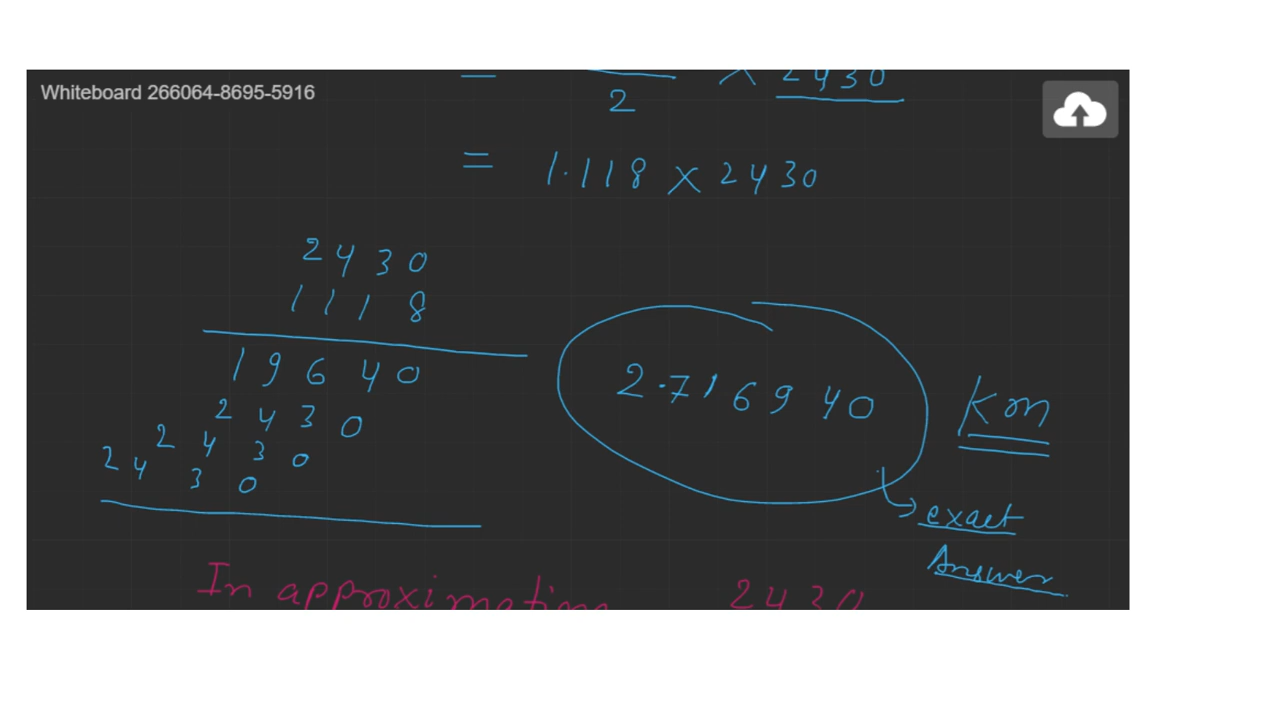 Whiteboard 266064-8695-5916
= 2 × 2430
= 1.118 × 2430
2430
1118
19640
2430
2430
2430
2.716940 Km
exact
Answer
In approximation 2430